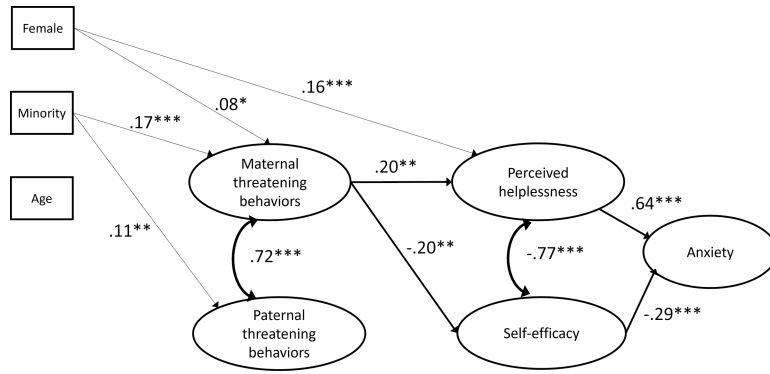 Female
.16***
.08*
Minority
.17***
Maternal
threatening
behaviors
.20**
Perceived
helplessness
Age
.64***
.11**
.72***
-.20**
-.77***
Anxiety
Paternal
threatening
behaviors
Self-efficacy
-.29***